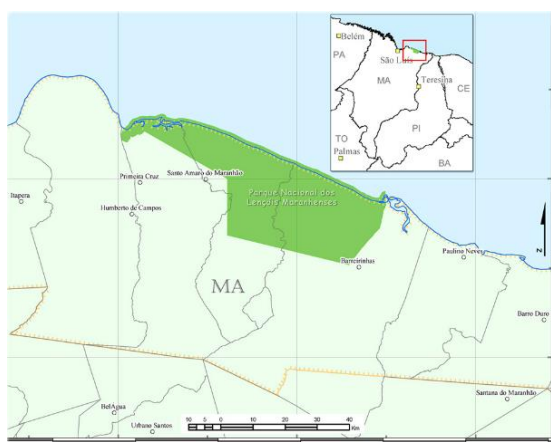 Belém
PA
São Luís
MA
Teresina
CE
TO
PI
Palmas
BA
Primeira Cruz
Santo Amaro do Maranhão
Itapera
Parque Nacional dos
Lençóis Maranhenses
Humberto de Campos
Paulino Neves
Barreirinhas
MA
Barro Duro
Belágua
Santana do Maranhão
Urbano Santos
10 5 0 10 20 30 40
Km